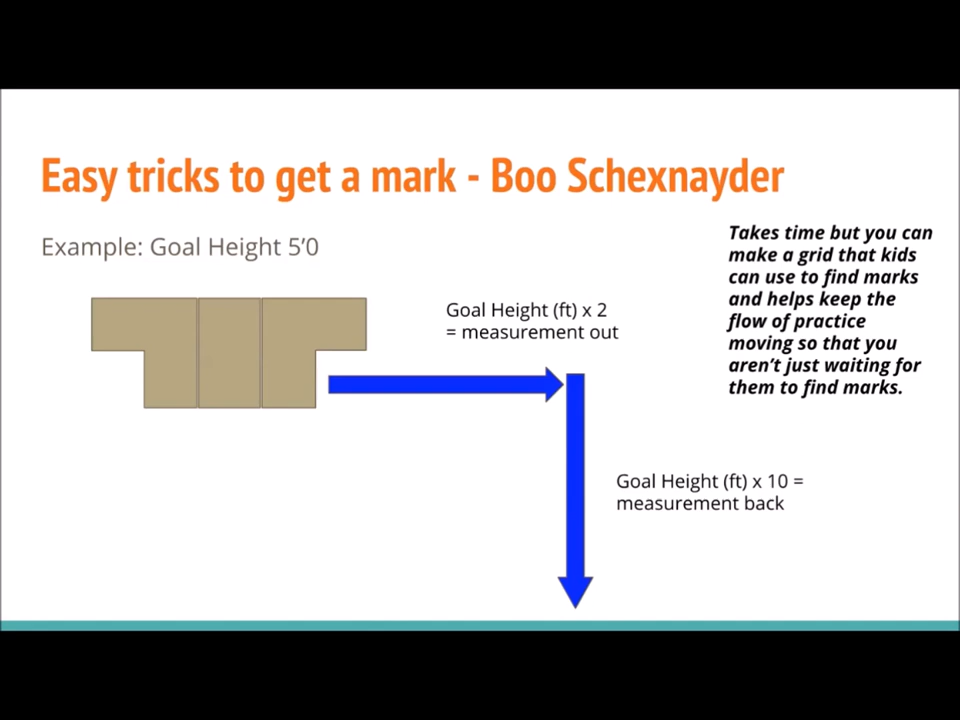 Easy tricks to get a mark - Boo Schexnayder
Example: Goal Height 5'0
Takes time but you can
make a grid that kids
can use to find marks
and helps keep the
flow of practice
moving so that you
aren't just waiting for
them to find marks.
Goal Height (ft) x 2
= measurement out
Goal Height (ft) x 10 =
measurement back